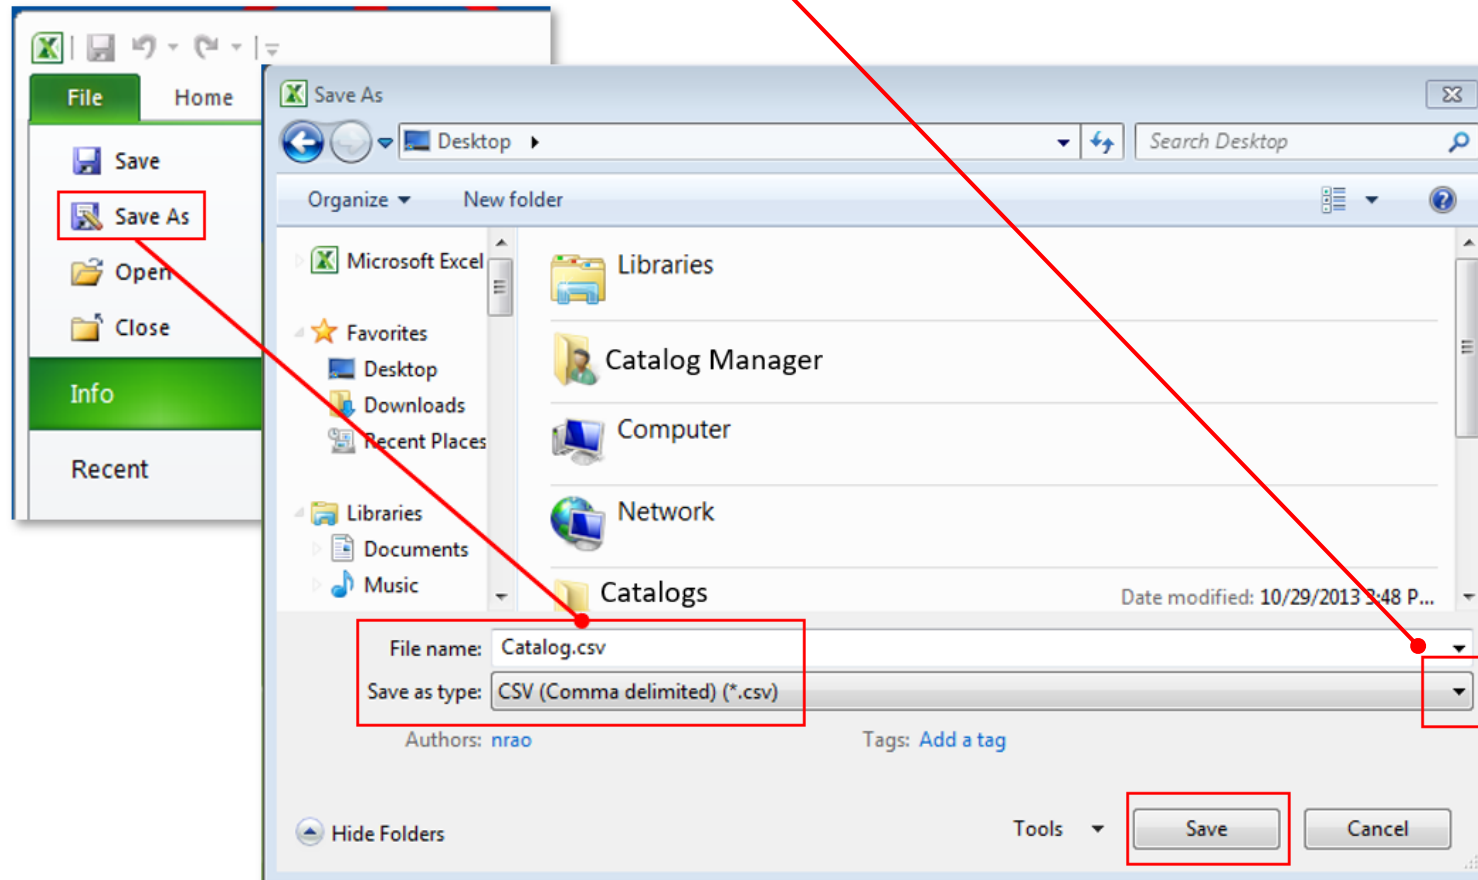 File Home
Save
Save As
Open
Close
Info
Recent
Save As
Desktop
Search Desktop
Organize New folder
Microsoft Excel
Favorites
Desktop
Downloads
Recent Places
Libraries
Documents
Music
Libraries
Catalog Manager
Computer
Network
Catalogs
Date modified: 10/29/2013 3:48 P...
File name: Catalog.csv
Save as type: CSV (Comma delimited) (*.csv)
Authors: nrao Tags: Add a tag
Hide Folders Tools Save Cancel